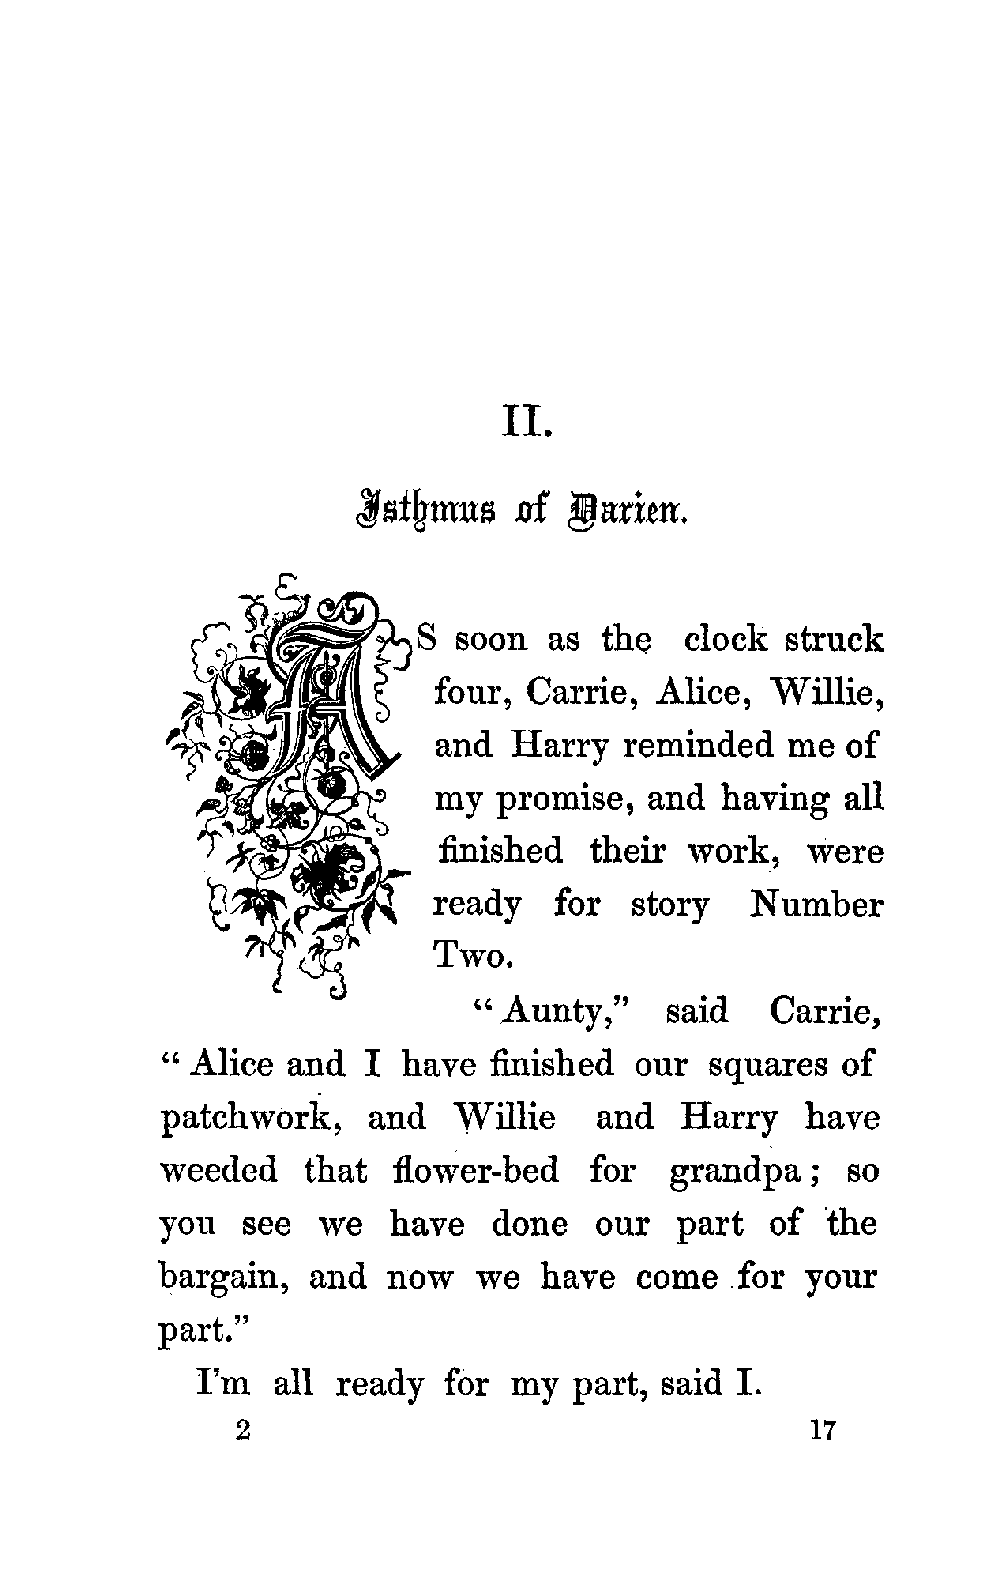 II.
Isthmus of Darien.
AS soon as the clock struck
four, Carrie, Alice, Willie,
and Harry reminded me of
my promise, and having all
finished their work, were
ready for story Number
Two.
“Aunty,” said Carrie,
“Alice and I have finished our squares of
patchwork, and Willie and Harry have
weeded that flower-bed for grandpa; so
you see we have done our part of the
bargain, and now we have come for your
part.”
I'm all ready for my part, said I.
2 17